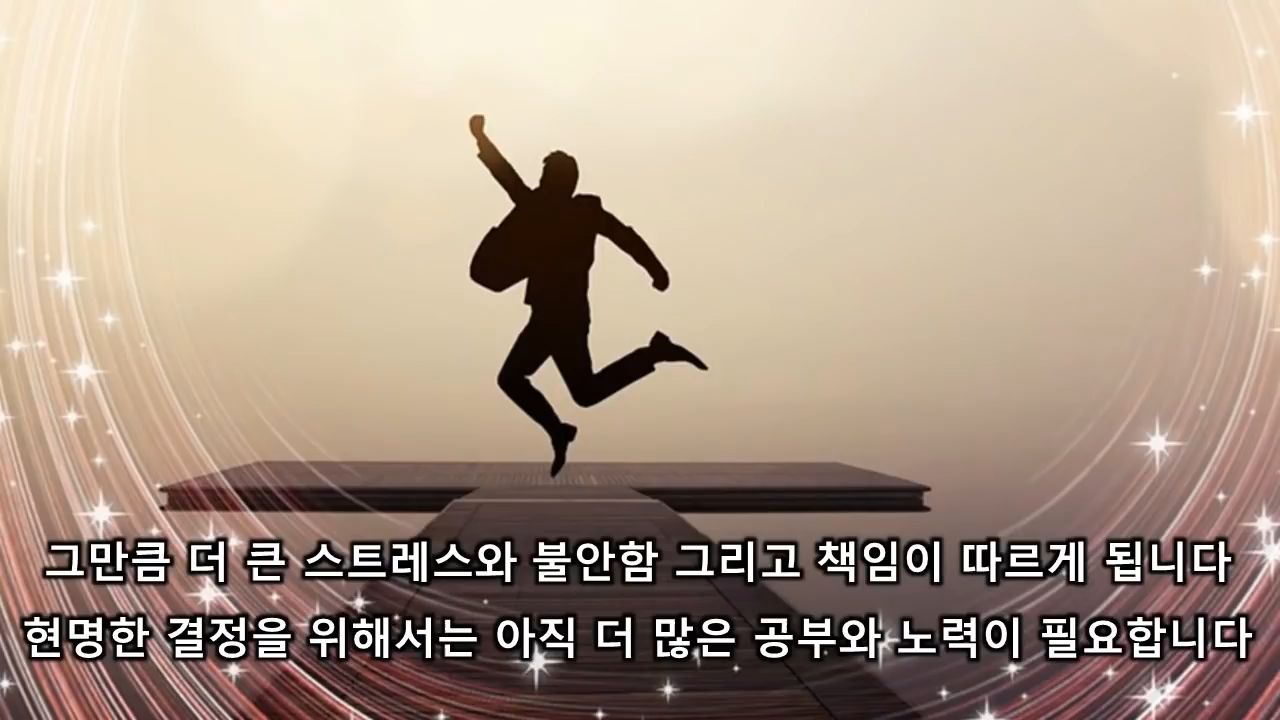 그만큼 더 큰 스트레스와 불안함 그리고 책임이 따르게 됩니다
현명한 결정을 위해서는 아직 더 많은 공부와 노력이 필요합니다